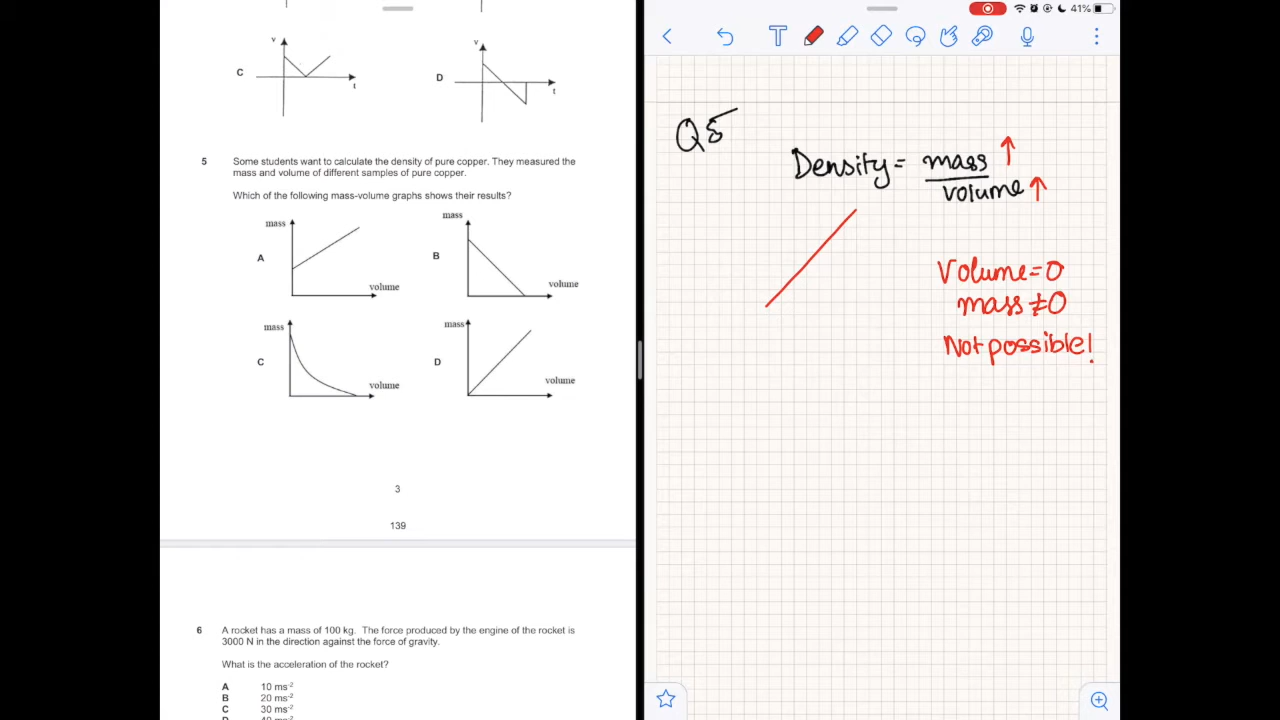 41%
v
t
C
v
t
D
5 Some students want to calculate the density of pure copper. They measured the
mass and volume of different samples of pure copper.
Which of the following mass-volume graphs shows their results?
mass
A
volume
mass
B
volume
mass
C
volume
mass
D
volume
3
139
6 A rocket has a mass of 100 kg. The force produced by the engine of the rocket is
3000 N in the direction against the force of gravity.
What is the acceleration of the rocket?
A 10 ms⁻²
B 20 ms⁻²
C 30 ms⁻²
T
Q5
Density = mass
volume
Volume=0
mass ≠0
Not possible!